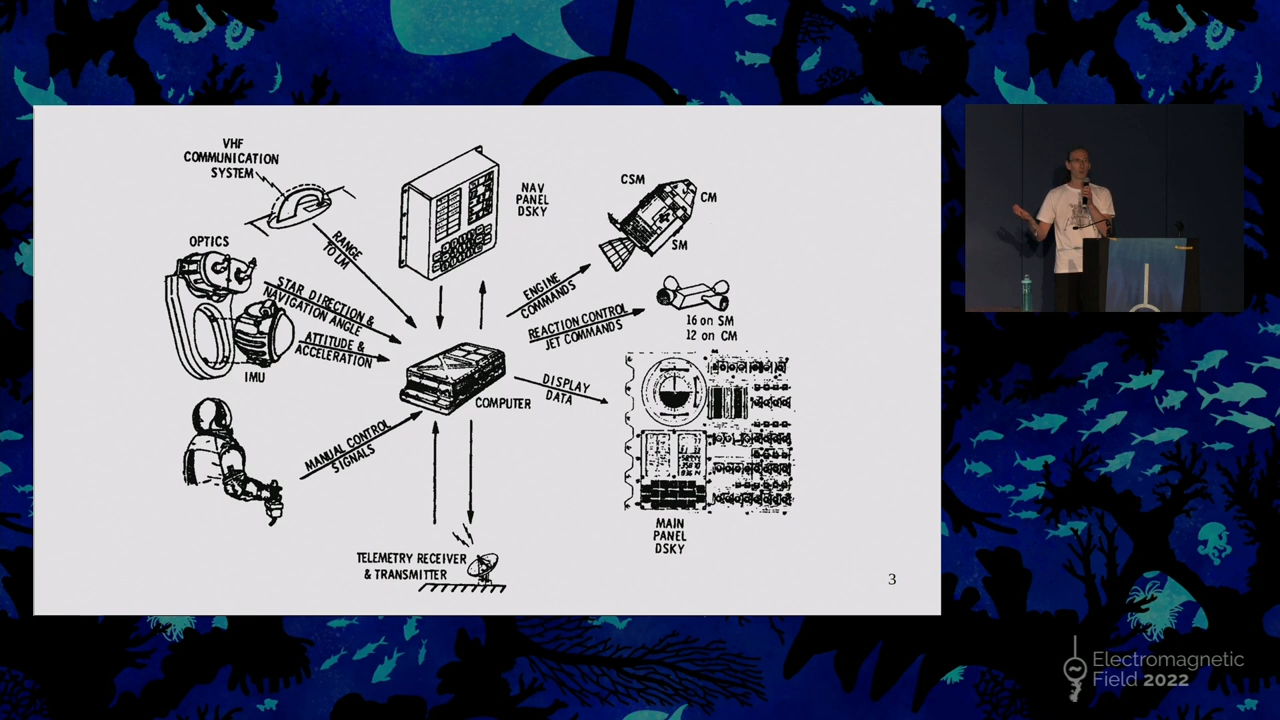 VHF
COMMUNICATION
SYSTEM
NAV
PANEL
DSKY
CSM
CM
SM
OPTICS
RANGE
TO LM
STAR DIRECTION &
NAVIGATION ANGLE
ATTITUDE &
ACCELERATION
IMU
ENGINE
COMMANDS
REACTION CONTROL
JET COMMANDS
16 on SM
12 on CM
COMPUTER
DISPLAY
DATA
MANUAL CONTROL
SIGNALS
MAIN
PANEL
DSKY
TELEMETRY RECEIVER
& TRANSMITTER
3
Electromagnetic
Field 2022